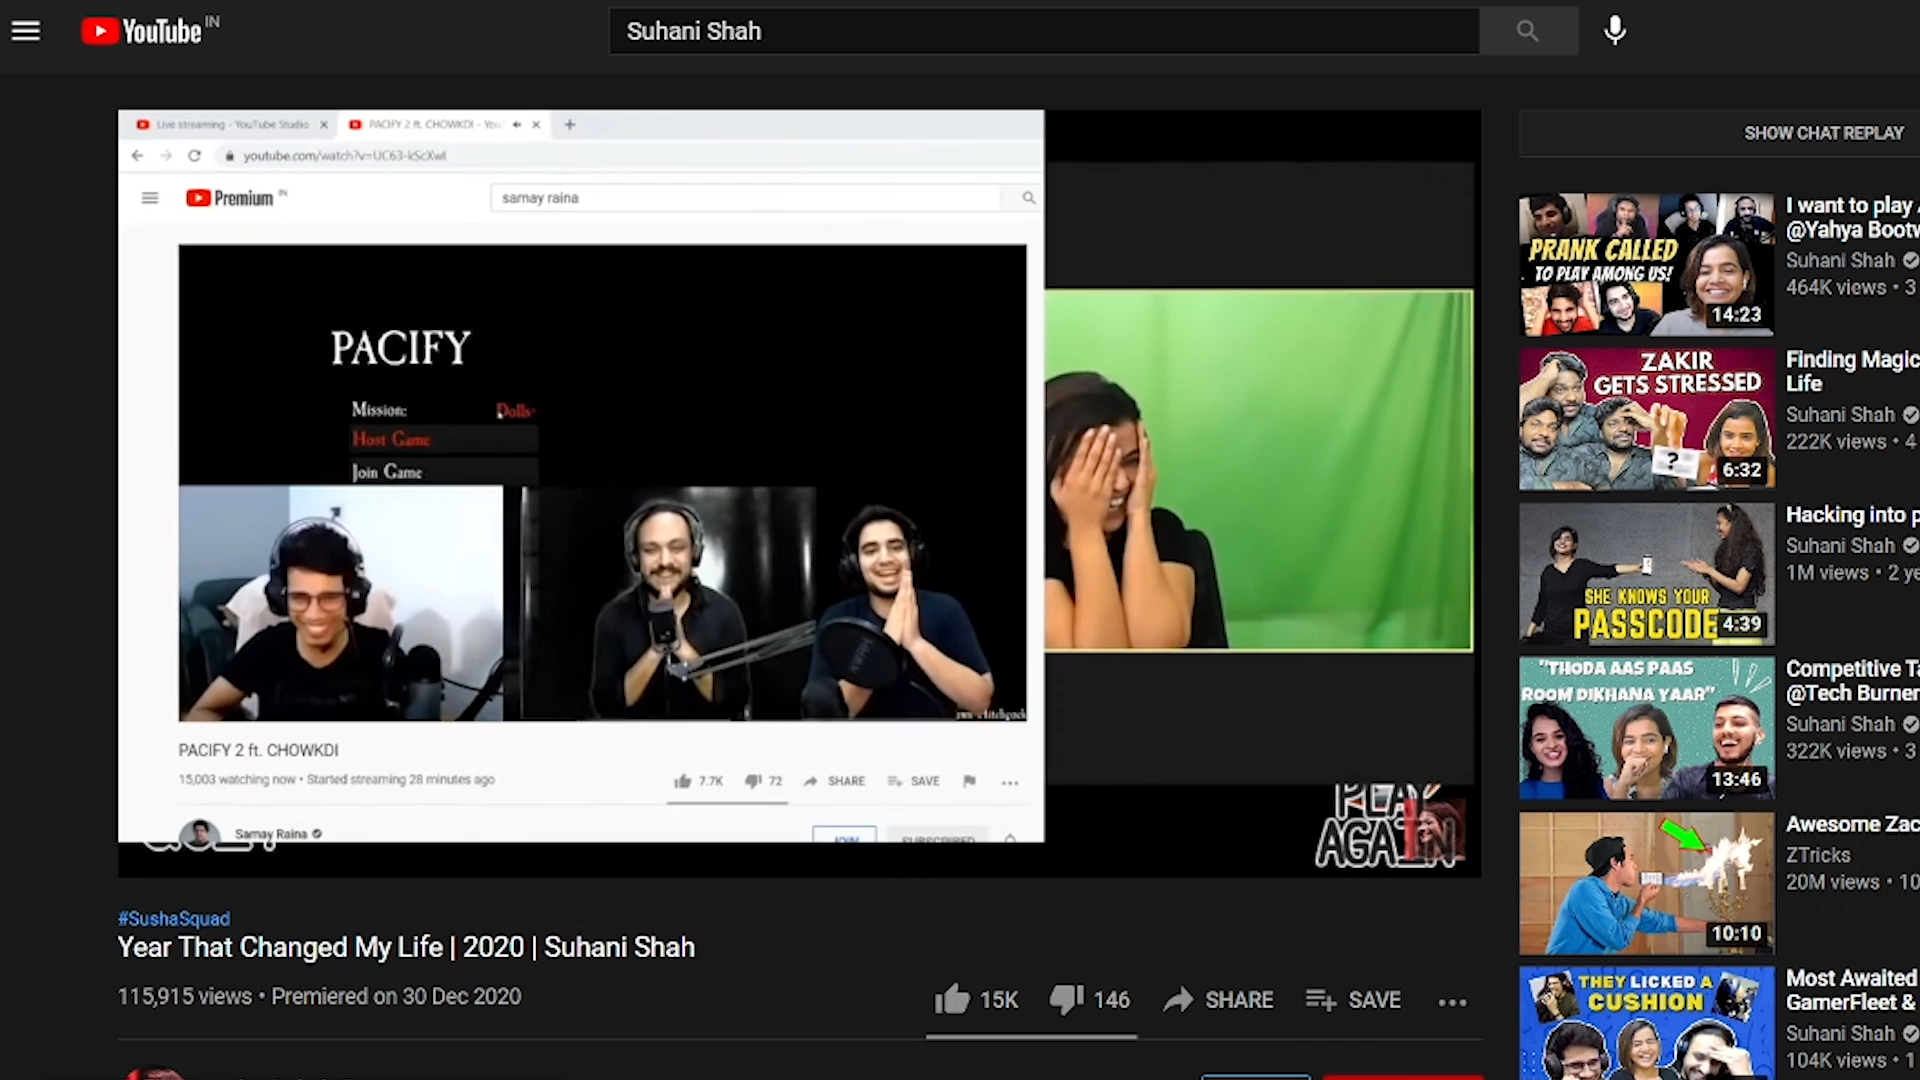 YouTube IN
Suhani Shah
Live streaming - YouTube Studio
PACIFY 2 ft. CHOWKDI - You
youtube.com/watch?v=UC63-kScXwI
Premium IN
samay raina
PACIFY
Mission: Dolls
Host Game
Join Game
PACIFY 2 ft. CHOWKDI
15,003 watching now • Started streaming 28 minutes ago
7.7K 72 SHARE SAVE
Samay Raina
JOIN SUBSCRIBED
PLAY
AGAIN
#SushaSquad
Year That Changed My Life | 2020 | Suhani Shah
115,915 views • Premiered on 30 Dec 2020
15K 146 SHARE SAVE
SHOW CHAT REPLAY
PRANK CALLED
TO PLAY AMONG US!
14:23
I want to play
@Yahya Bootw
Suhani Shah
464K views • 3
ZAKIR
GETS STRESSED
?
6:32
Finding Magic
Life
Suhani Shah
222K views • 4
SHE KNOWS YOUR
PASSCODE
4:39
Hacking into p
Suhani Shah
1M views • 2 ye
"THODA AAS PAAS
ROOM DIKHANA YAAR"
13:46
Competitive Ta
@Tech Burner
Suhani Shah
322K views • 3
10:10
Awesome Zac
ZTricks
20M views • 10
THEY LICKED A
CUSHION
Most Awaited
GamerFleet &
Suhani Shah
104K views • 1